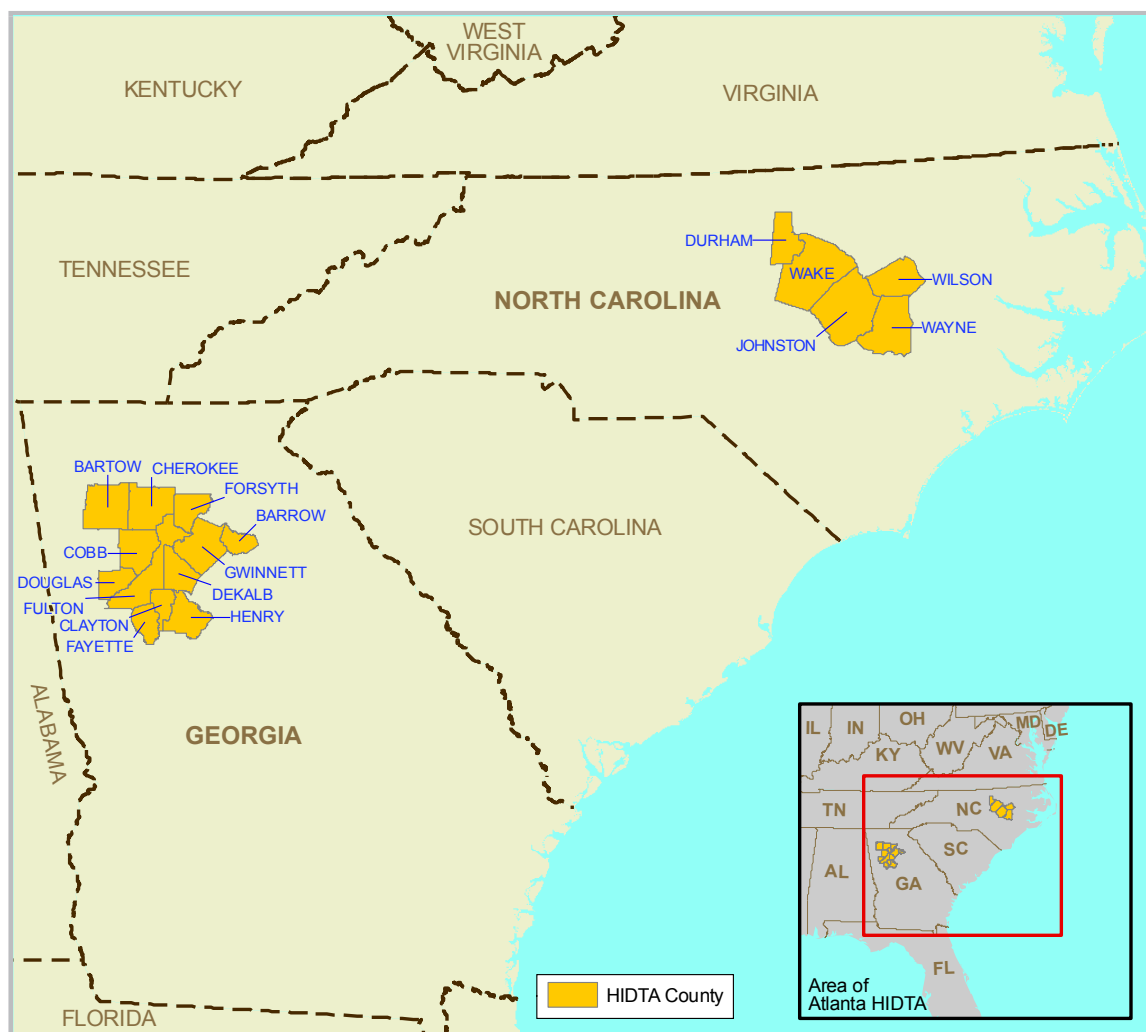 WEST
VIRGINIA
KENTUCKY
VIRGINIA
TENNESSEE
DURHAM
WAKE
WILSON
NORTH CAROLINA
WAYNE
JOHNSTON
BARTOW
CHEROKEE
FORSYTH
BARROW
SOUTH CAROLINA
COBB
GWINNETT
DOUGLAS
DEKALB
FULTON
CLAYTON
HENRY
FAYETTE
ALABAMA
GEORGIA
FLORIDA
HIDTA County
IL
IN
OH
MD
DE
WV
KY
VA
TN
NC
SC
AL
GA
FL
Area of
Atlanta HIDTA